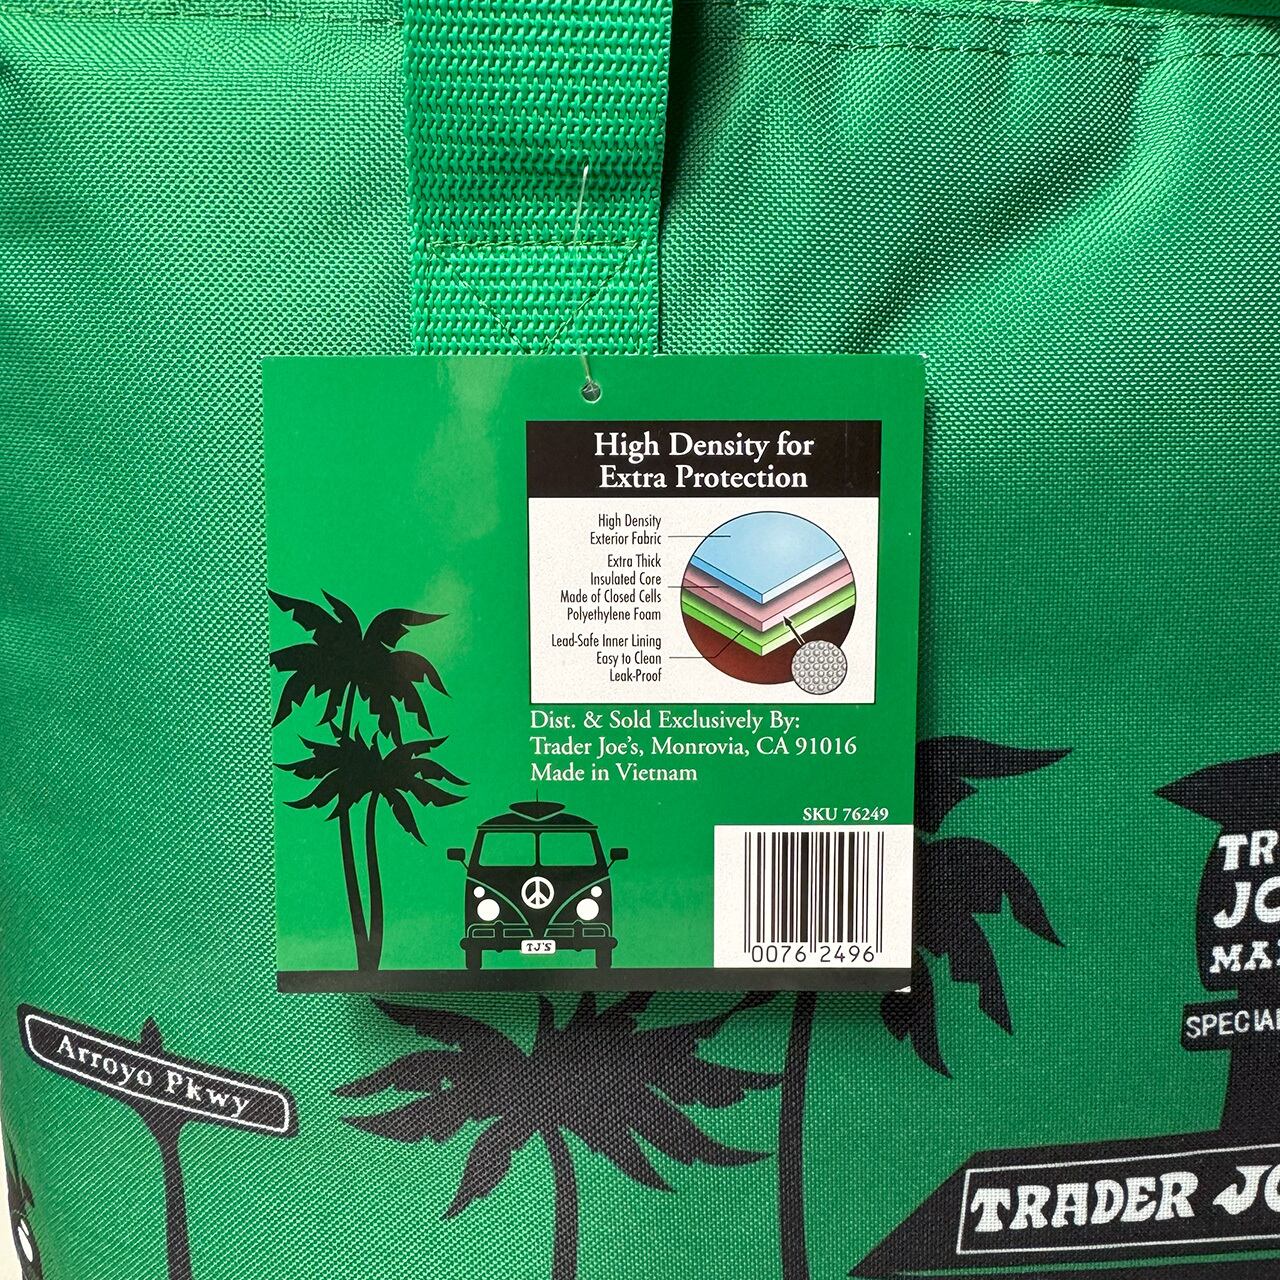 High Density for
Extra Protection
High Density
Exterior Fabric
Extra Thick
Insulated Core
Made of Closed Cells
Polyethylene Foam
Lead-Safe Inner Lining
Easy to Clean
Leak-Proof
Dist. & Sold Exclusively By:
Trader Joe's, Monrovia, CA 91016
Made in Vietnam
SKU 76249
0076 2496
TJ'S
Arroyo Pkwy
TR
JO
MA
SPECIA
TRADER JO